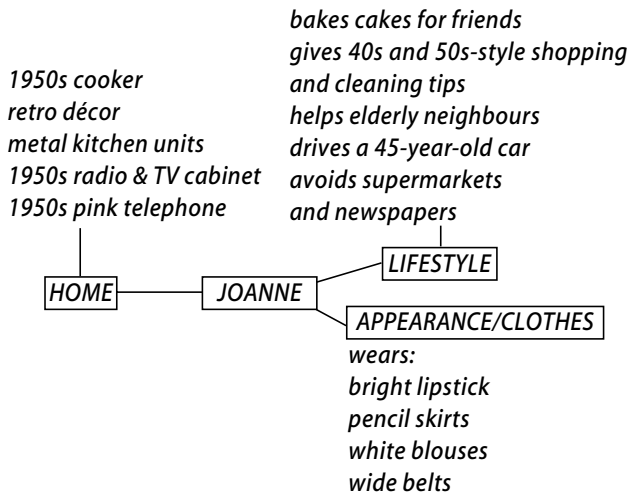 bakes cakes for friends
gives 40s and 50s-style shopping
and cleaning tips
helps elderly neighbours
drives a 45-year-old car
avoids supermarkets
and newspapers
1950s cooker
retro décor
metal kitchen units
1950s radio & TV cabinet
1950s pink telephone
LIFESTYLE
HOME
JOANNE
APPEARANCE/CLOTHES
wears:
bright lipstick
pencil skirts
white blouses
wide belts